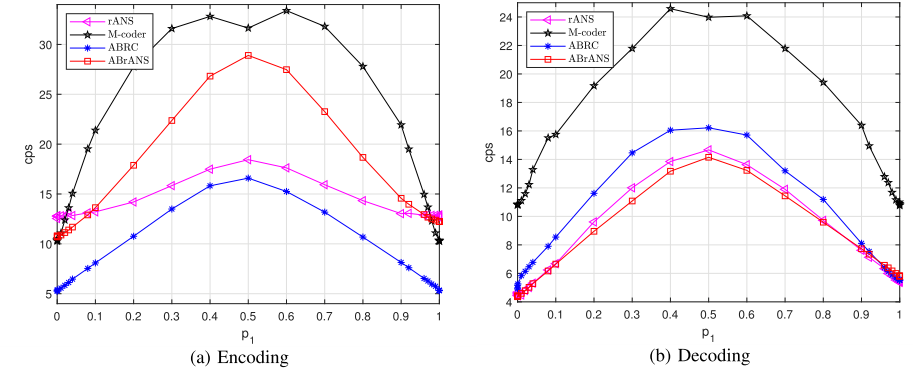 rANS
M-coder
ABRC
ABrANS
30
25
20
15
10
5
cps
0 0.1 0.2 0.3 0.4 0.5 0.6 0.7 0.8 0.9 1
p1
(a) Encoding
rANS
M-coder
ABRC
ABrANS
24
22
20
18
16
14
12
10
8
6
4
cps
0 0.1 0.2 0.3 0.4 0.5 0.6 0.7 0.8 0.9 1
p1
(b) Decoding